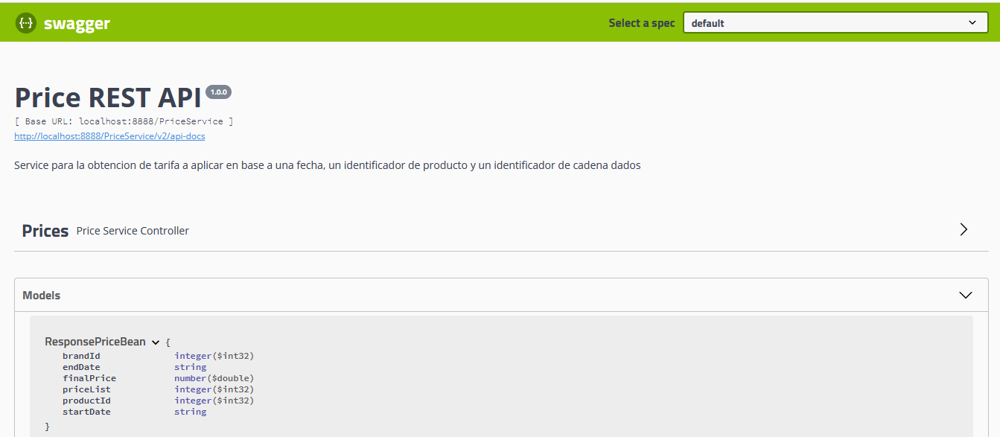 {··} swagger Select a spec default
Price REST API 1.0.0
[ Base URL: localhost:8888/PriceService ]
http://localhost:8888/PriceService/v2/api-docs
Service para la obtencion de tarifa a aplicar en base a una fecha, un identificador de producto y un identificador de cadena dados
Prices Price Service Controller
Models
ResponsePriceBean {
brandId integer($int32)
endDate string
finalPrice number($double)
priceList integer($int32)
productId integer($int32)
startDate string
}